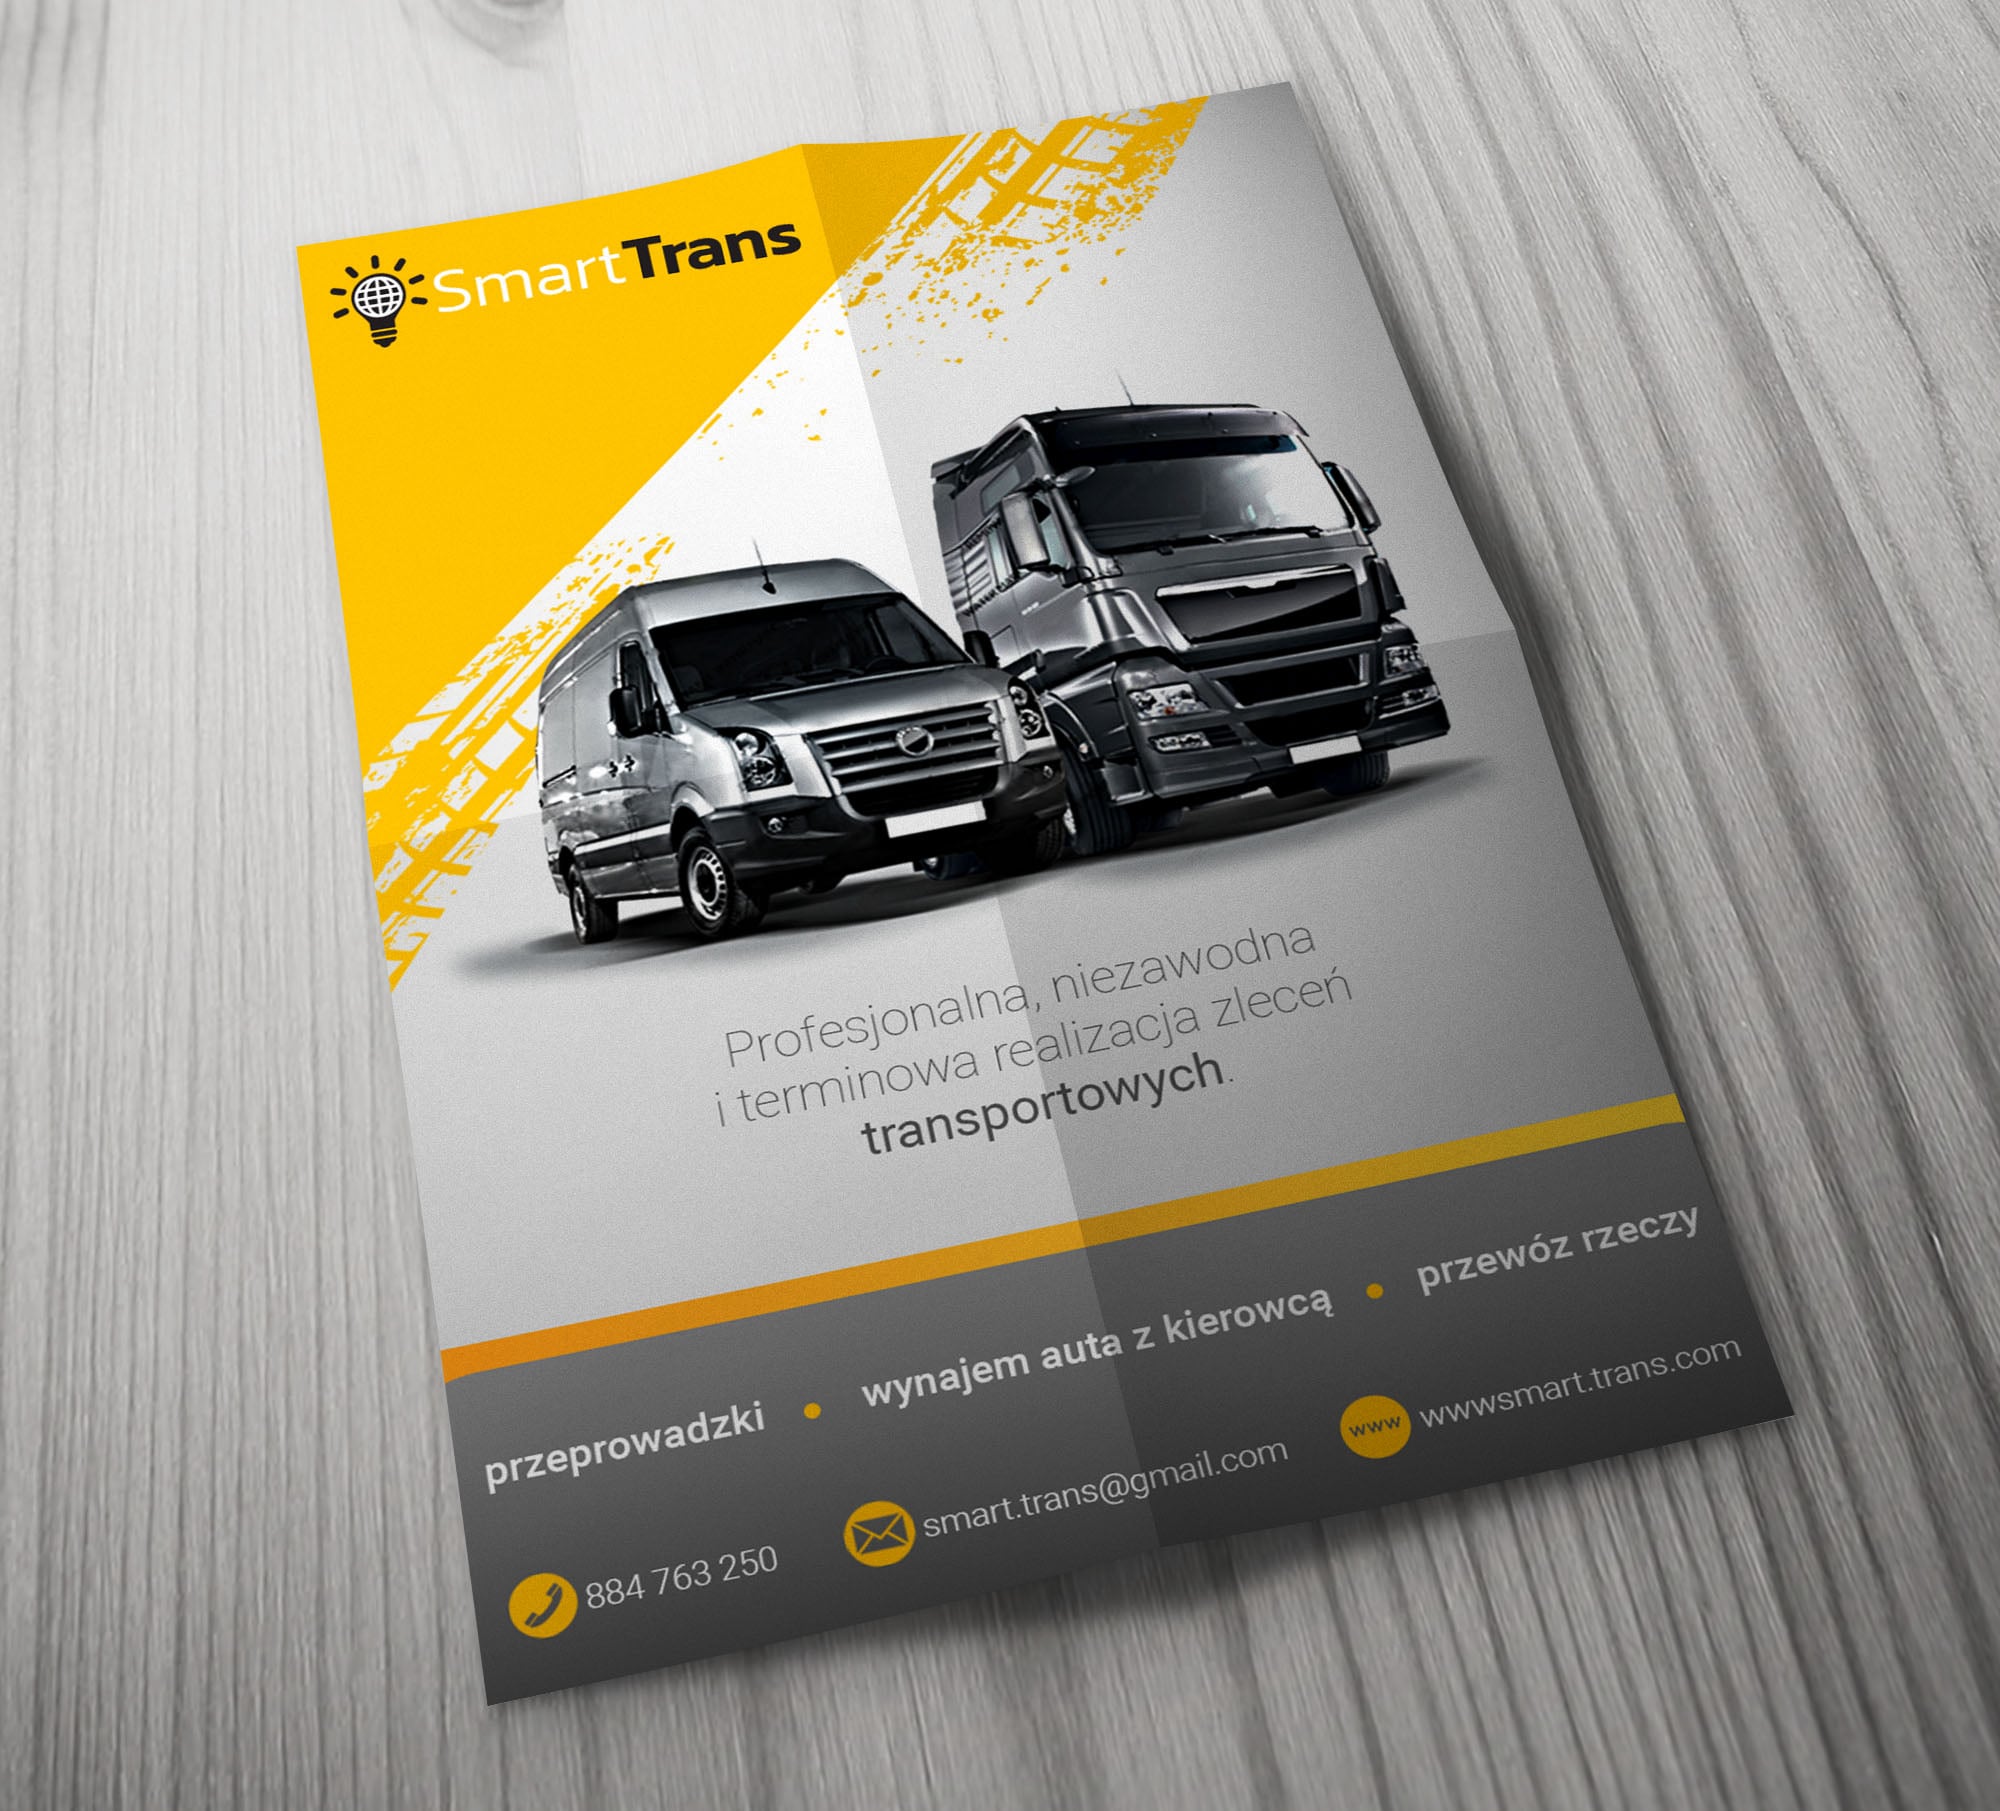 SmartTrans
Profesjonalna, niezawodna
i terminowa realizacja zleceń
transportowych.
przeprowadzki • wynajem auta z kierowcą • przewóz rzeczy
884 763 250 smart.trans@gmail.com www wwwsmart.trans.com